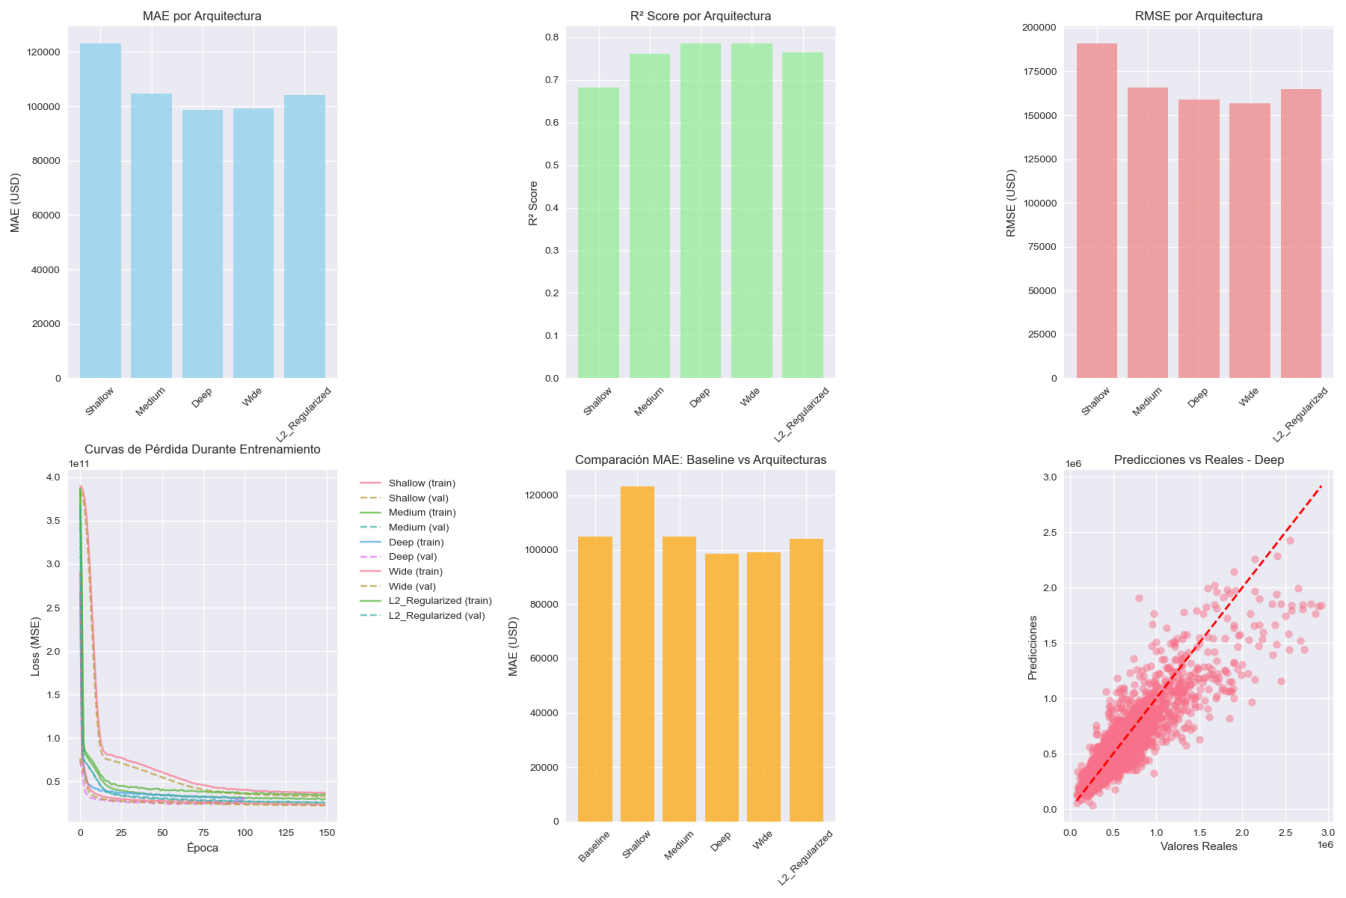 MAE por Arquitectura
MAE (USD)
120000
100000
80000
60000
40000
20000
0
Shallow
Medium
Deep
Wide
L2_Regularized
R² Score por Arquitectura
R² Score
0.8
0.7
0.6
0.5
0.4
0.3
0.2
0.1
0.0
Shallow
Medium
Deep
Wide
L2_Regularized
RMSE por Arquitectura
RMSE (USD)
200000
175000
150000
125000
100000
75000
50000
25000
0
Shallow
Medium
Deep
Wide
L2_Regularized
Curvas de Pérdida Durante Entrenamiento
1e11
Loss (MSE)
4.0
3.5
3.0
2.5
2.0
1.5
1.0
0.5
0
25
50
75
100
125
150
Época
Shallow (train)
Shallow (val)
Medium (train)
Medium (val)
Deep (train)
Deep (val)
Wide (train)
Wide (val)
L2_Regularized (train)
L2_Regularized (val)
Comparación MAE: Baseline vs Arquitecturas
MAE (USD)
120000
100000
80000
60000
40000
20000
0
Baseline
Shallow
Medium
Deep
Wide
L2_Regularized
Predicciones vs Reales - Deep
1e6
Predicciones
3.0
2.5
2.0
1.5
1.0
0.5
0.0
0.0
0.5
1.0
1.5
2.0
2.5
3.0
Valores Reales
1e6